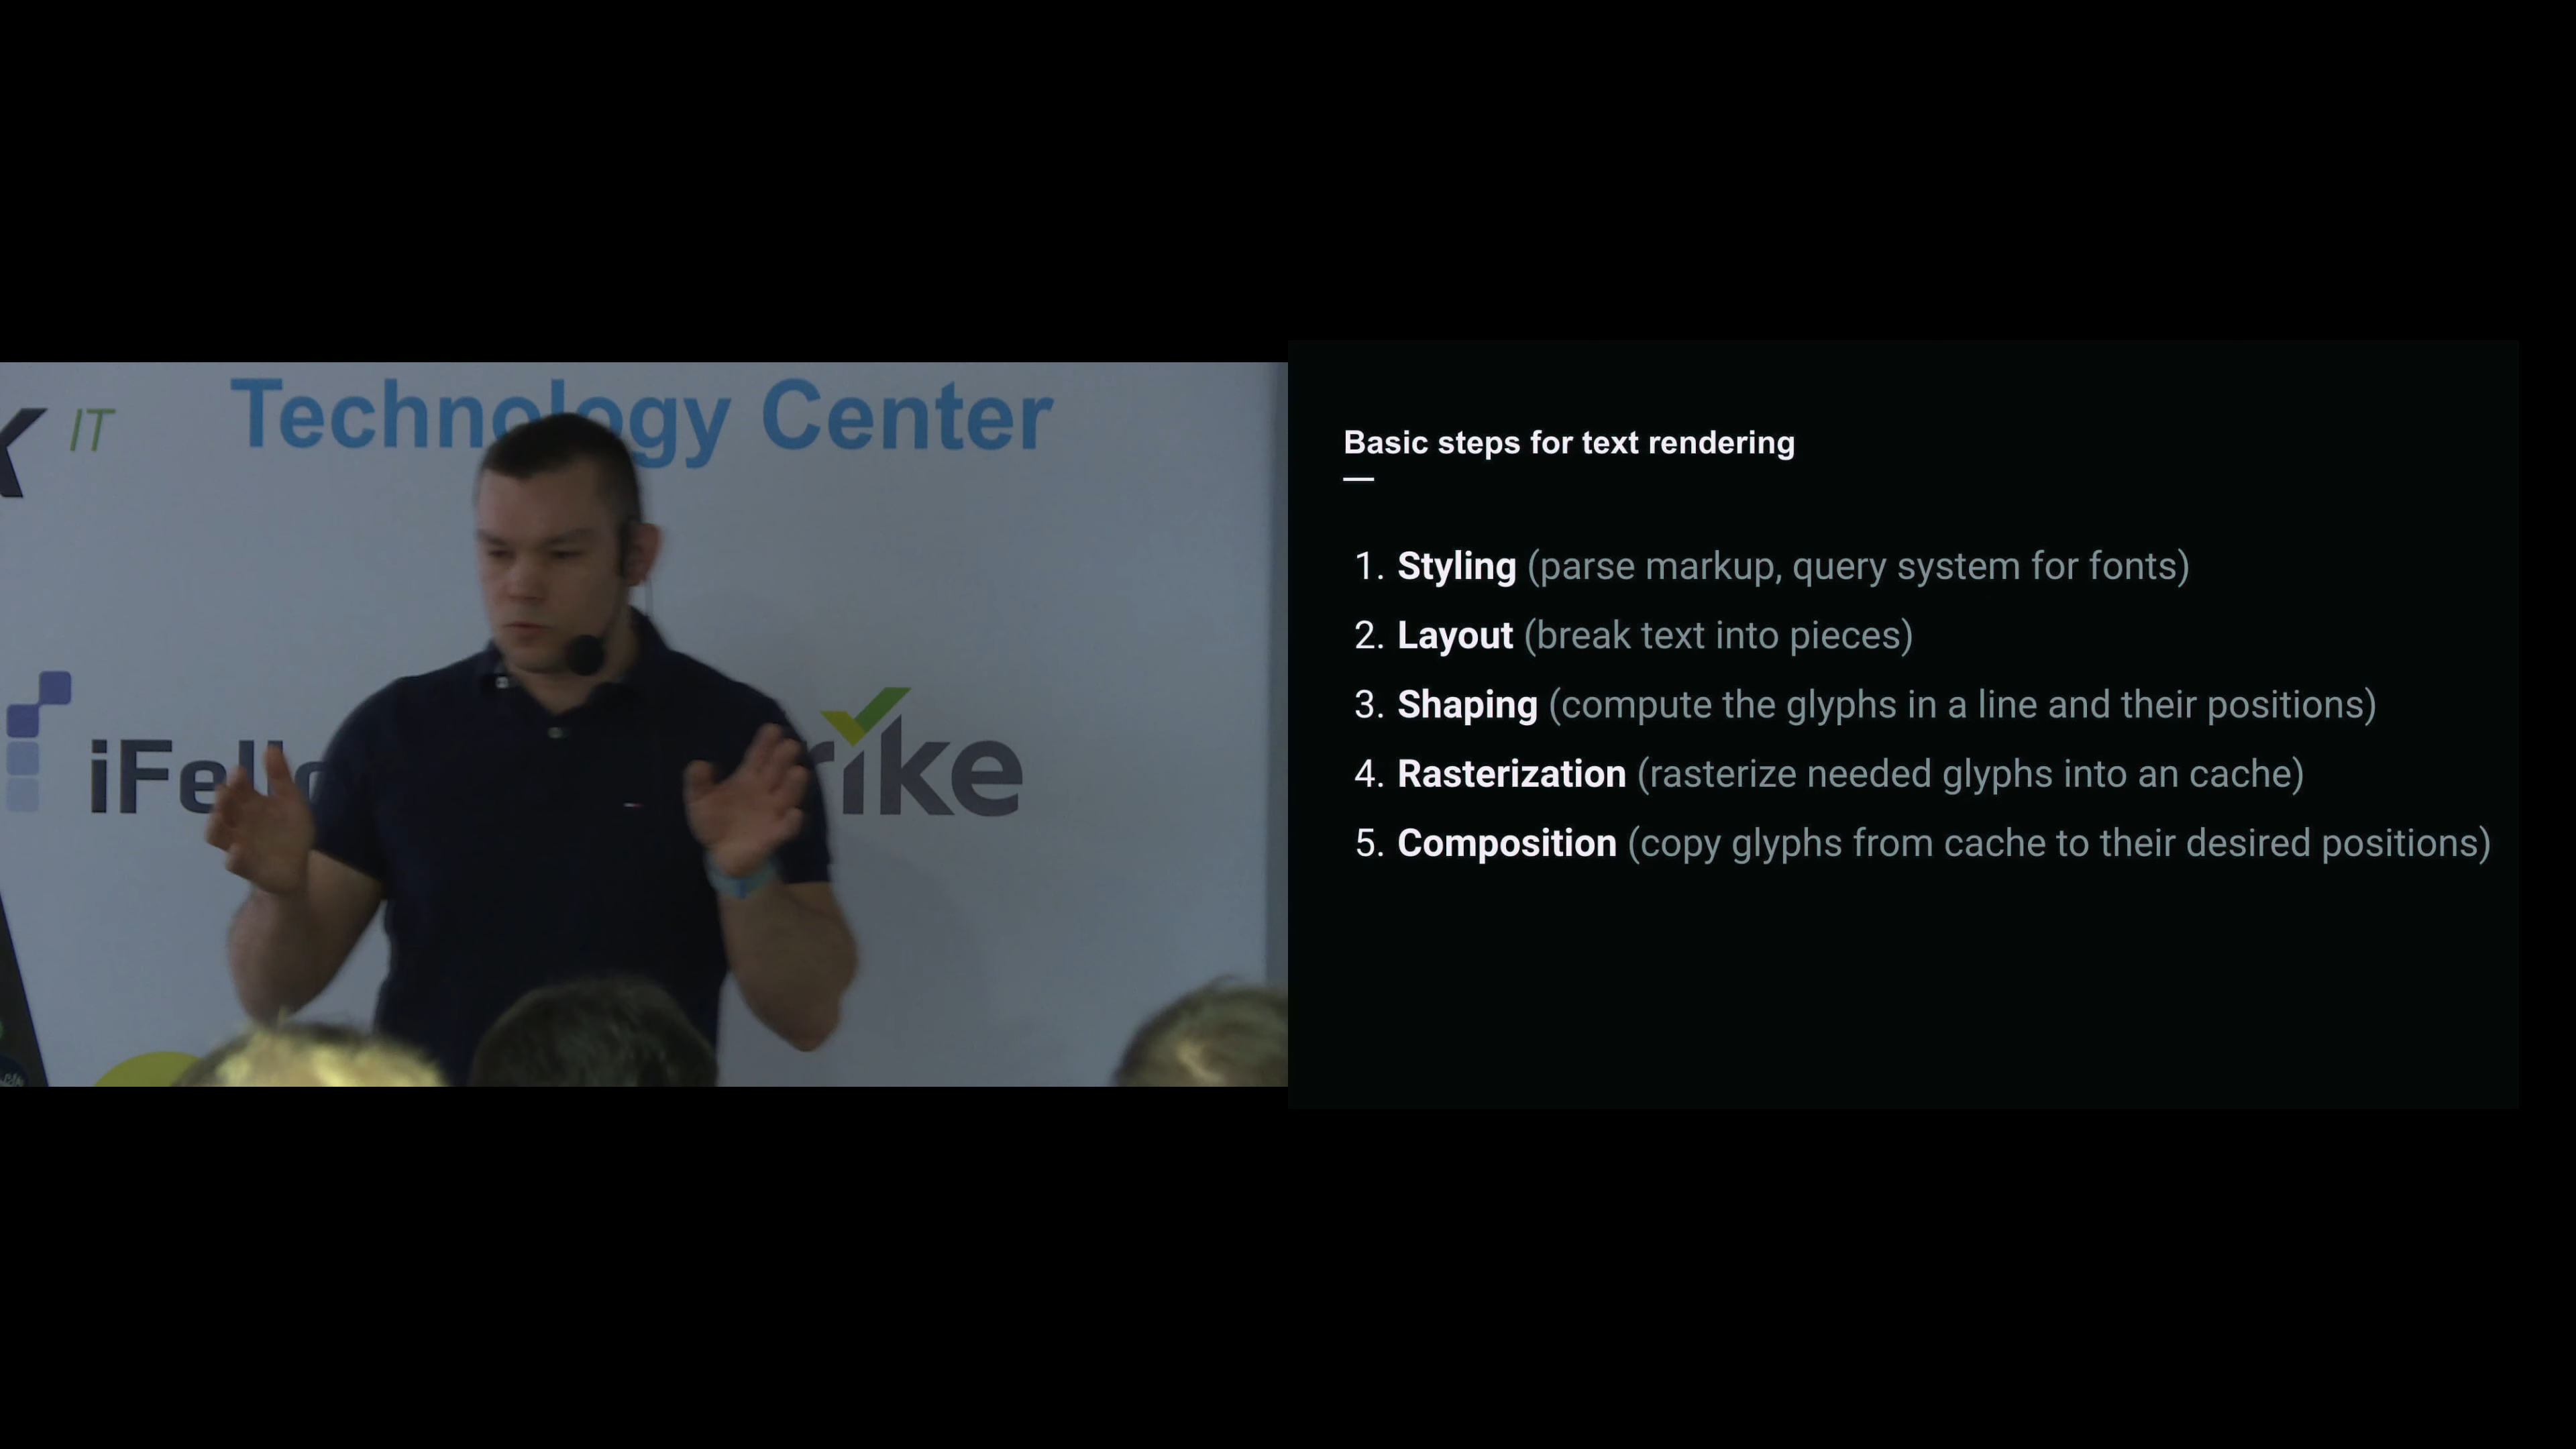 IT
Technology Center
iFello
rike
Basic steps for text rendering
1. Styling (parse markup, query system for fonts)
2. Layout (break text into pieces)
3. Shaping (compute the glyphs in a line and their positions)
4. Rasterization (rasterize needed glyphs into an cache)
5. Composition (copy glyphs from cache to their desired positions)